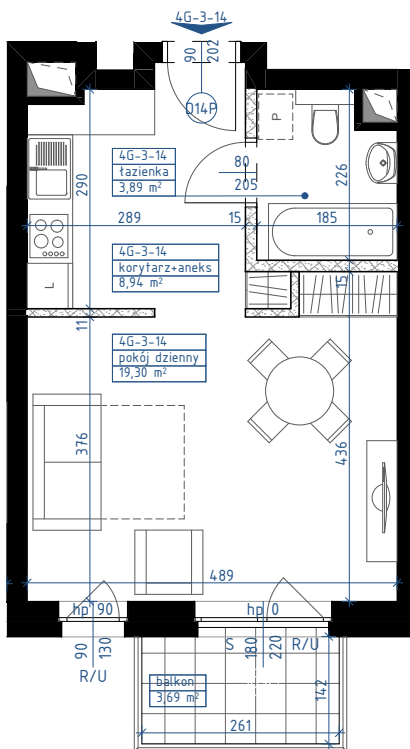 4G-3-14
90
202
D14P
P
4G-3-14
łazienka
3,89 m²
80
205
290
226
289
15
185
4G-3-14
korytarz+aneks
8,94 m²
15
L
11
4G-3-14
pokój dzienny
19,30 m²
376
436
489
hp 90
hp 0
90
130
R/U
S
180
220
R/U
balkon
3,69 m²
142
261